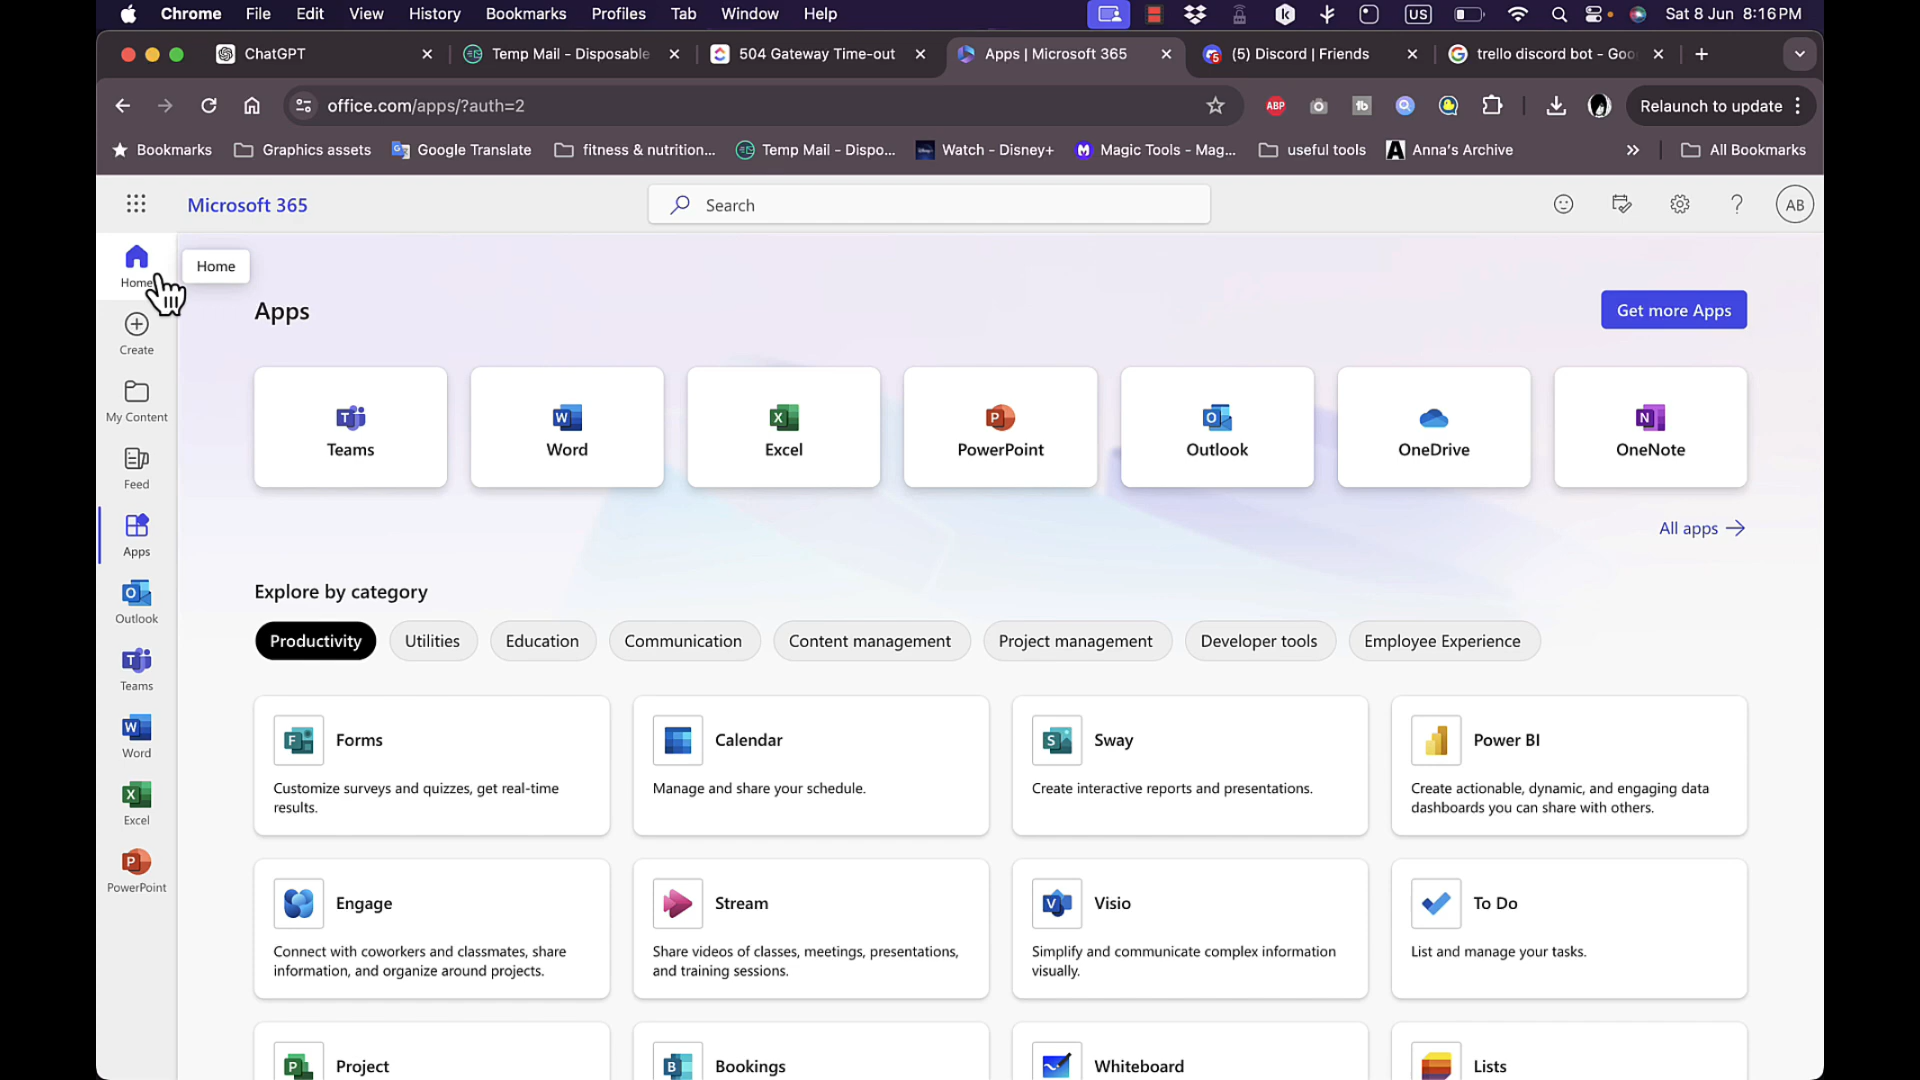 Chrome File Edit View History Bookmarks Profiles Tab Window Help US Sat 8 Jun 8:16 PM
ChatGPT Temp Mail - Disposable 504 Gateway Time-out Apps | Microsoft 365 (5) Discord | Friends trello discord bot - Goo
office.com/apps/?auth=2 ABP Relaunch to update
Bookmarks Graphics assets Google Translate fitness & nutrition... Temp Mail - Dispo... Watch - Disney+ Magic Tools - Mag... useful tools Anna's Archive All Bookmarks
Microsoft 365 Search AB
Home Home
Create
My Content
Feed
Apps
Outlook
Teams
Word
Excel
PowerPoint
Apps Get more Apps
Teams Word Excel PowerPoint Outlook OneDrive OneNote
All apps
Explore by category
Productivity Utilities Education Communication Content management Project management Developer tools Employee Experience
Forms
Customize surveys and quizzes, get real-time
results.
Calendar
Manage and share your schedule.
Sway
Create interactive reports and presentations.
Power BI
Create actionable, dynamic, and engaging data
dashboards you can share with others.
Engage
Connect with coworkers and classmates, share
information, and organize around projects.
Stream
Share videos of classes, meetings, presentations,
and training sessions.
Visio
Simplify and communicate complex information
visually.
To Do
List and manage your tasks.
Project Bookings Whiteboard Lists